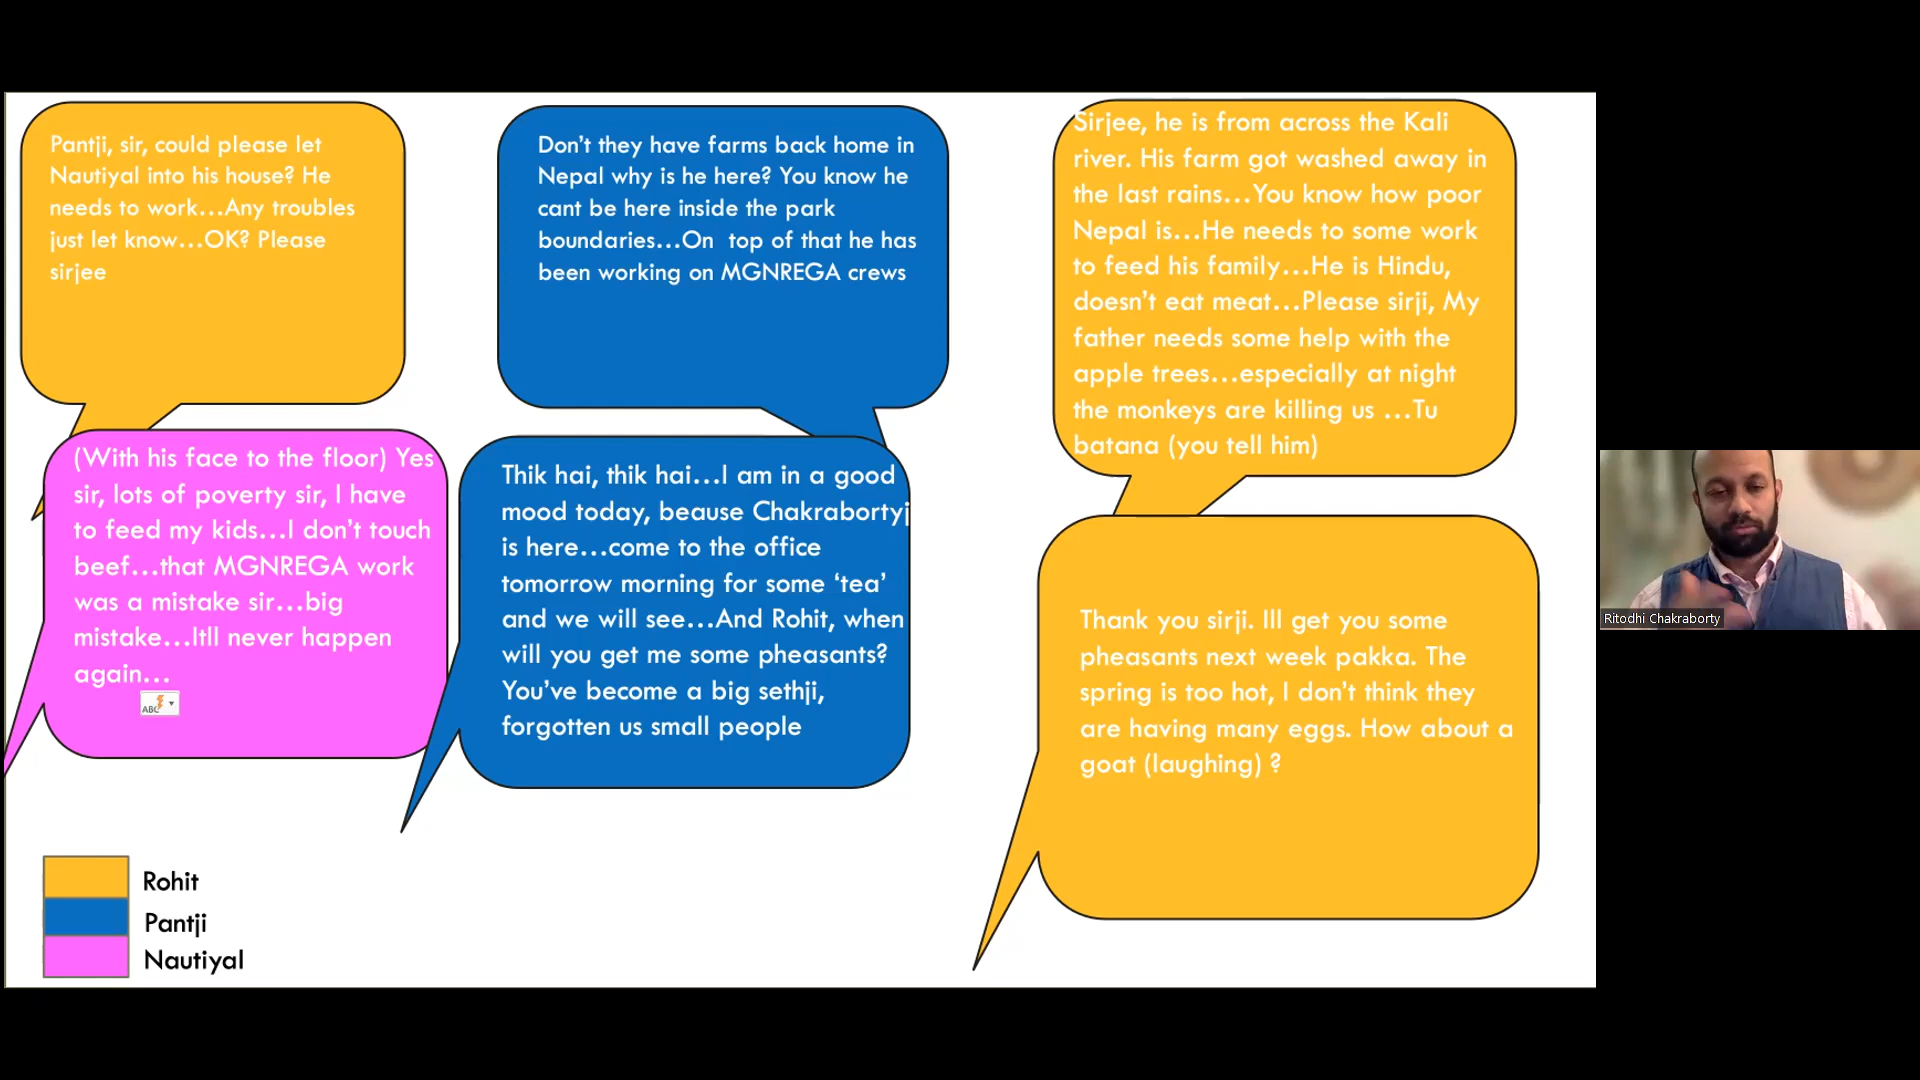 Pantji, sir, could please let
Nautiyal into his house? He
needs to work...Any troubles
just let know...OK? Please
sirjee
Don't they have farms back home in
Nepal why is he here? You know he
cant be here inside the park
boundaries...On top of that he has
been working on MGNREGA crews
Sirjee, he is from across the Kali
river. His farm got washed away in
the last rains...You know how poor
Nepal is...He needs to some work
to feed his family...He is Hindu,
doesn't eat meat...Please sirji, My
father needs some help with the
apple trees...especially at night
the monkeys are killing us ...Tu
batana (you tell him)
(With his face to the floor) Yes
sir, lots of poverty sir, I have
to feed my kids...I don't touch
beef...that MGNREGA work
was a mistake sir...big
mistake...Itll never happen
again...
ABC
Thik hai, thik hai...I am in a good
mood today, beause Chakrabortyj
is here...come to the office
tomorrow morning for some 'tea'
and we will see...And Rohit, when
will you get me some pheasants?
You've become a big sethji,
forgotten us small people
Thank you sirji. Ill get you some
pheasants next week pakka. The
spring is too hot, I don't think they
are having many eggs. How about a
goat (laughing) ?
Rohit
Pantji
Nautiyal
Ritodhi Chakraborty